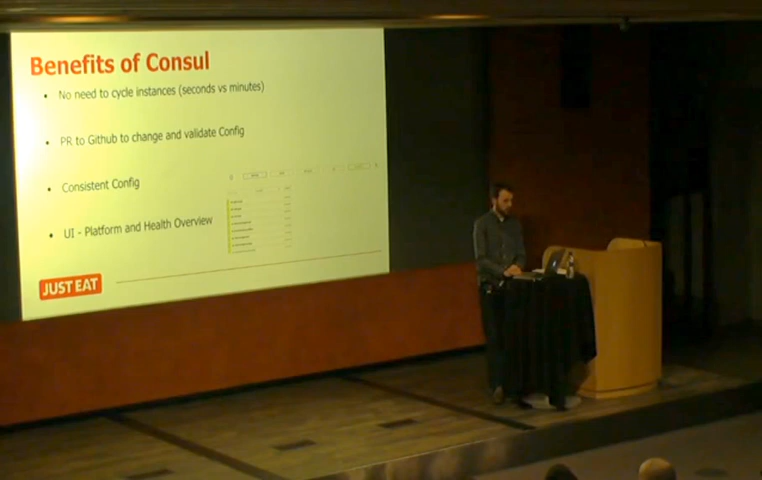 Benefits of Consul
No need to cycle instances (seconds vs minutes)
PR to Github to change and validate Config
Consistent Config
UI - Platform and Health Overview
JUST EAT